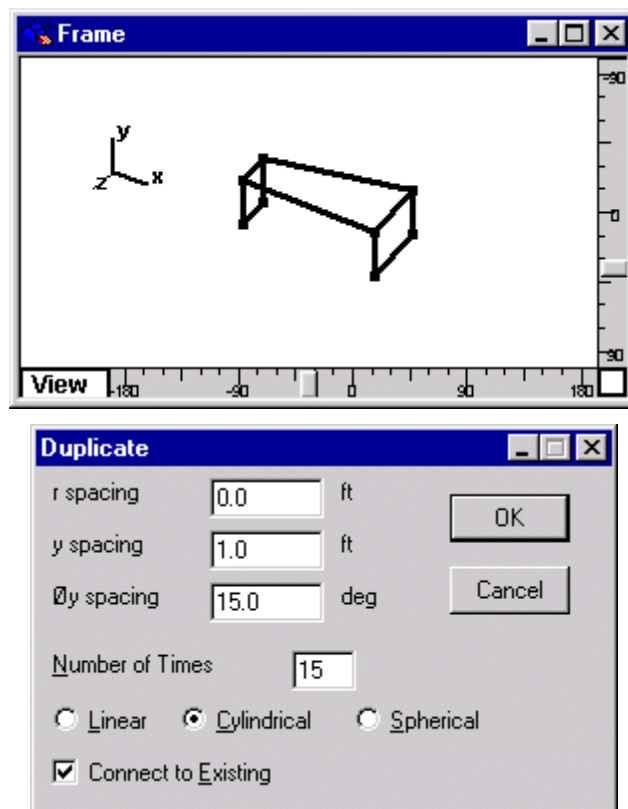 Frame
y
z
x
-90
0
90
View
-180
-90
0
90
180
Duplicate
r spacing 0.0 ft
OK
y spacing 1.0 ft
Øy spacing 15.0 deg
Cancel
Number of Times 15
Linear Cylindrical Spherical
Connect to Existing